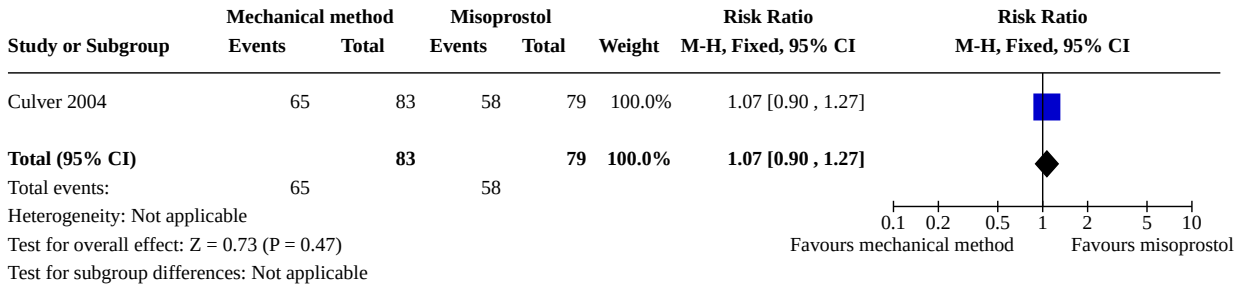 Mechanical method Misoprostol Risk Ratio Risk Ratio
Study or Subgroup Events Total Events Total Weight M-H, Fixed, 95% CI M-H, Fixed, 95% CI
Culver 2004 65 83 58 79 100.0% 1.07 [0.90 , 1.27]
Total (95% CI) 83 79 100.0% 1.07 [0.90 , 1.27]
Total events: 65 58
Heterogeneity: Not applicable
0.1 0.2 0.5 1 2 5 10
Test for overall effect: Z = 0.73 (P = 0.47) Favours mechanical method Favours misoprostol
Test for subgroup differences: Not applicable